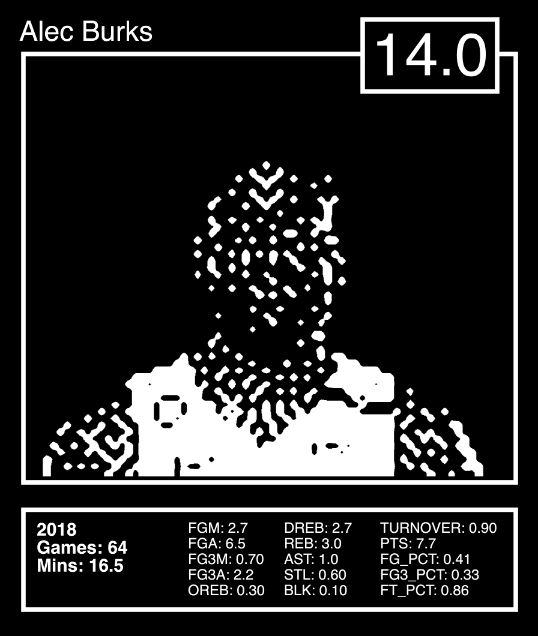 Alec Burks
14.0
2018
Games: 64
Mins: 16.5
FGM: 2.7
FGA: 6.5
FG3M: 0.70
FG3A: 2.2
OREB: 0.30
DREB: 2.7
REB: 3.0
AST: 1.0
STL: 0.60
BLK: 0.10
TURNOVER: 0.90
PTS: 7.7
FG_PCT: 0.41
FG3_PCT: 0.33
FT_PCT: 0.86